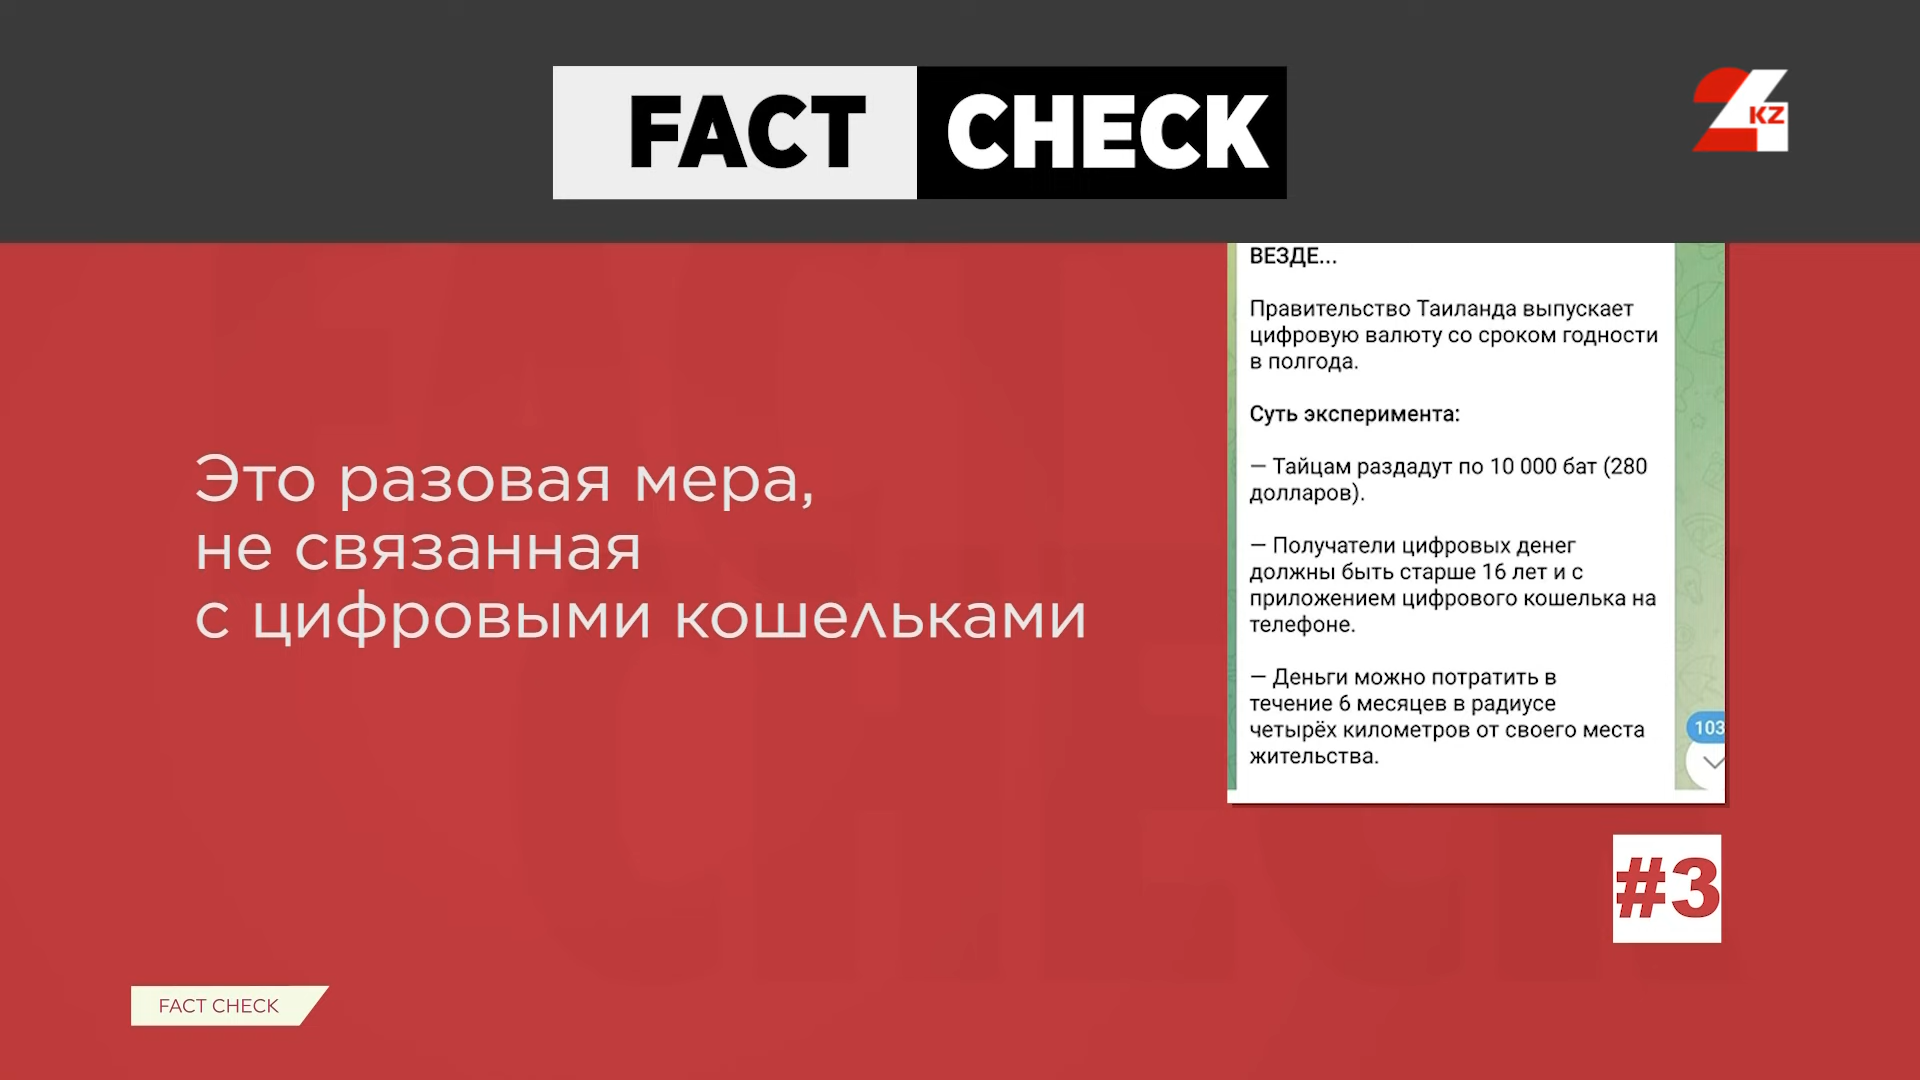 FACT CHECK
24 KZ
ВЕЗДЕ...
Правительство Таиланда выпускает
цифровую валюту со сроком годности
в полгода.
Суть эксперимента:
— Тайцам раздадут по 10 000 бат (280
долларов).
— Получатели цифровых денег
должны быть старше 16 лет и с
приложением цифрового кошелька на
телефоне.
— Деньги можно потратить в
течение 6 месяцев в радиусе
четырёх километров от своего места
жительства.
103
Это разовая мера,
не связанная
с цифровыми кошельками
#3
FACT CHECK